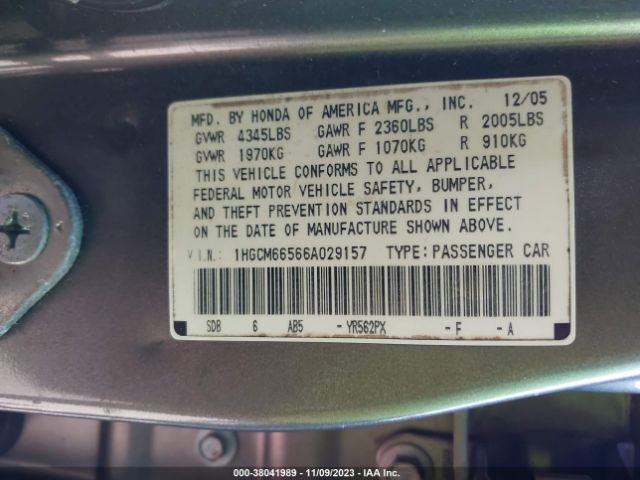 MFD. BY HONDA OF AMERICA MFG., INC. 12/05
GVWR 4345LBS GAWR F 2360LBS R 2005LBS
GVWR 1970KG GAWR F 1070KG R 910KG
THIS VEHICLE CONFORMS TO ALL APPLICABLE
FEDERAL MOTOR VEHICLE SAFETY, BUMPER,
AND THEFT PREVENTION STANDARDS IN EFFECT
ON THE DATE OF MANUFACTURE SHOWN ABOVE.
V.I.N.: 1HGCM66566A029157 TYPE: PASSENGER CAR
SDB 6 AB5 - YR562PX - F - A
000-38041989 - 11/09/2023 - IAA Inc.